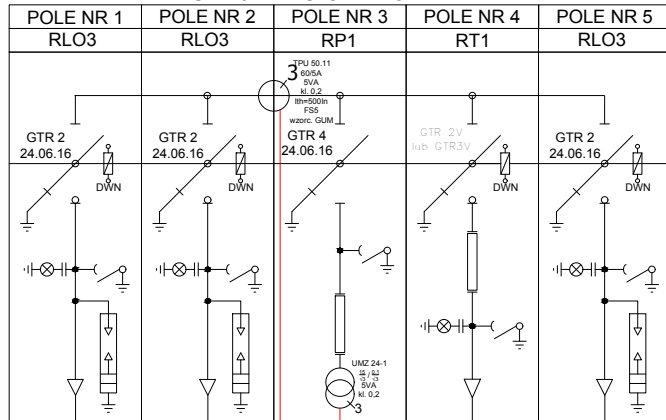 POLE NR 1
POLE NR 2
POLE NR 3
POLE NR 4
POLE NR 5
RLO3
RLO3
RP1
RT1
RLO3
3
TPU 50.11
60/5A
5VA
kl. 0,2
Ith=500In
FS5
wzorc. GUM
GTR 2
24.06.16
DWN
GTR 2
24.06.16
DWN
GTR 4
24.06.16
GTR 2V
lub GTR3V
DWN
GTR 2
24.06.16
DWN
UMZ 24-1
5VA
kl. 0,2
3